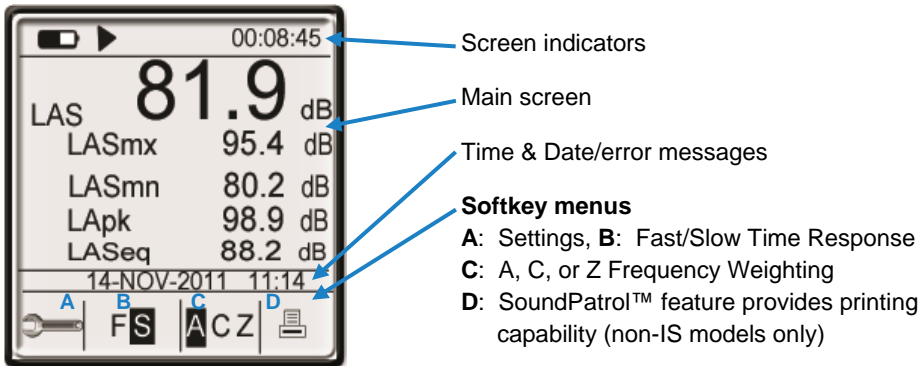 00:08:45
LAS 81.9 dB
LASmx 95.4 dB
LASmn 80.2 dB
LApk 98.9 dB
LASeq 88.2 dB
14-NOV-2011 11:14
A B C D
F S A C Z
Screen indicators
Main screen
Time & Date/error messages
Softkey menus
A: Settings, B: Fast/Slow Time Response
C: A, C, or Z Frequency Weighting
D: SoundPatrol™ feature provides printing
capability (non-IS models only)